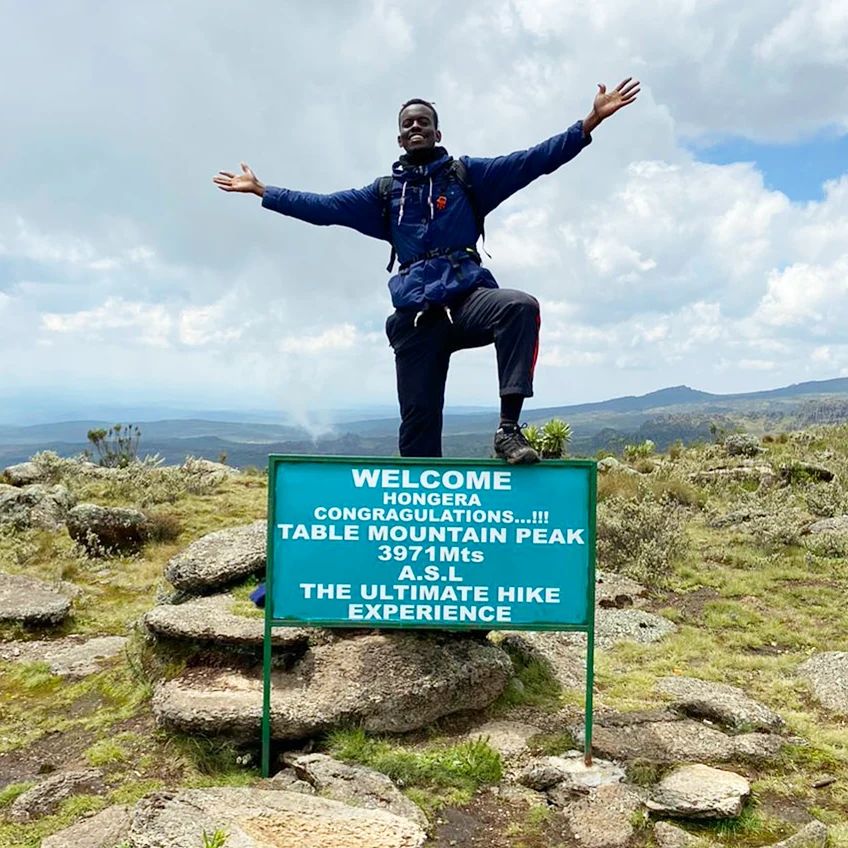 WELCOME
HONGERA
CONGRAGULATIONS...!!!
TABLE MOUNTAIN PEAK
3971Mts
A.S.L
THE ULTIMATE HIKE
EXPERIENCE